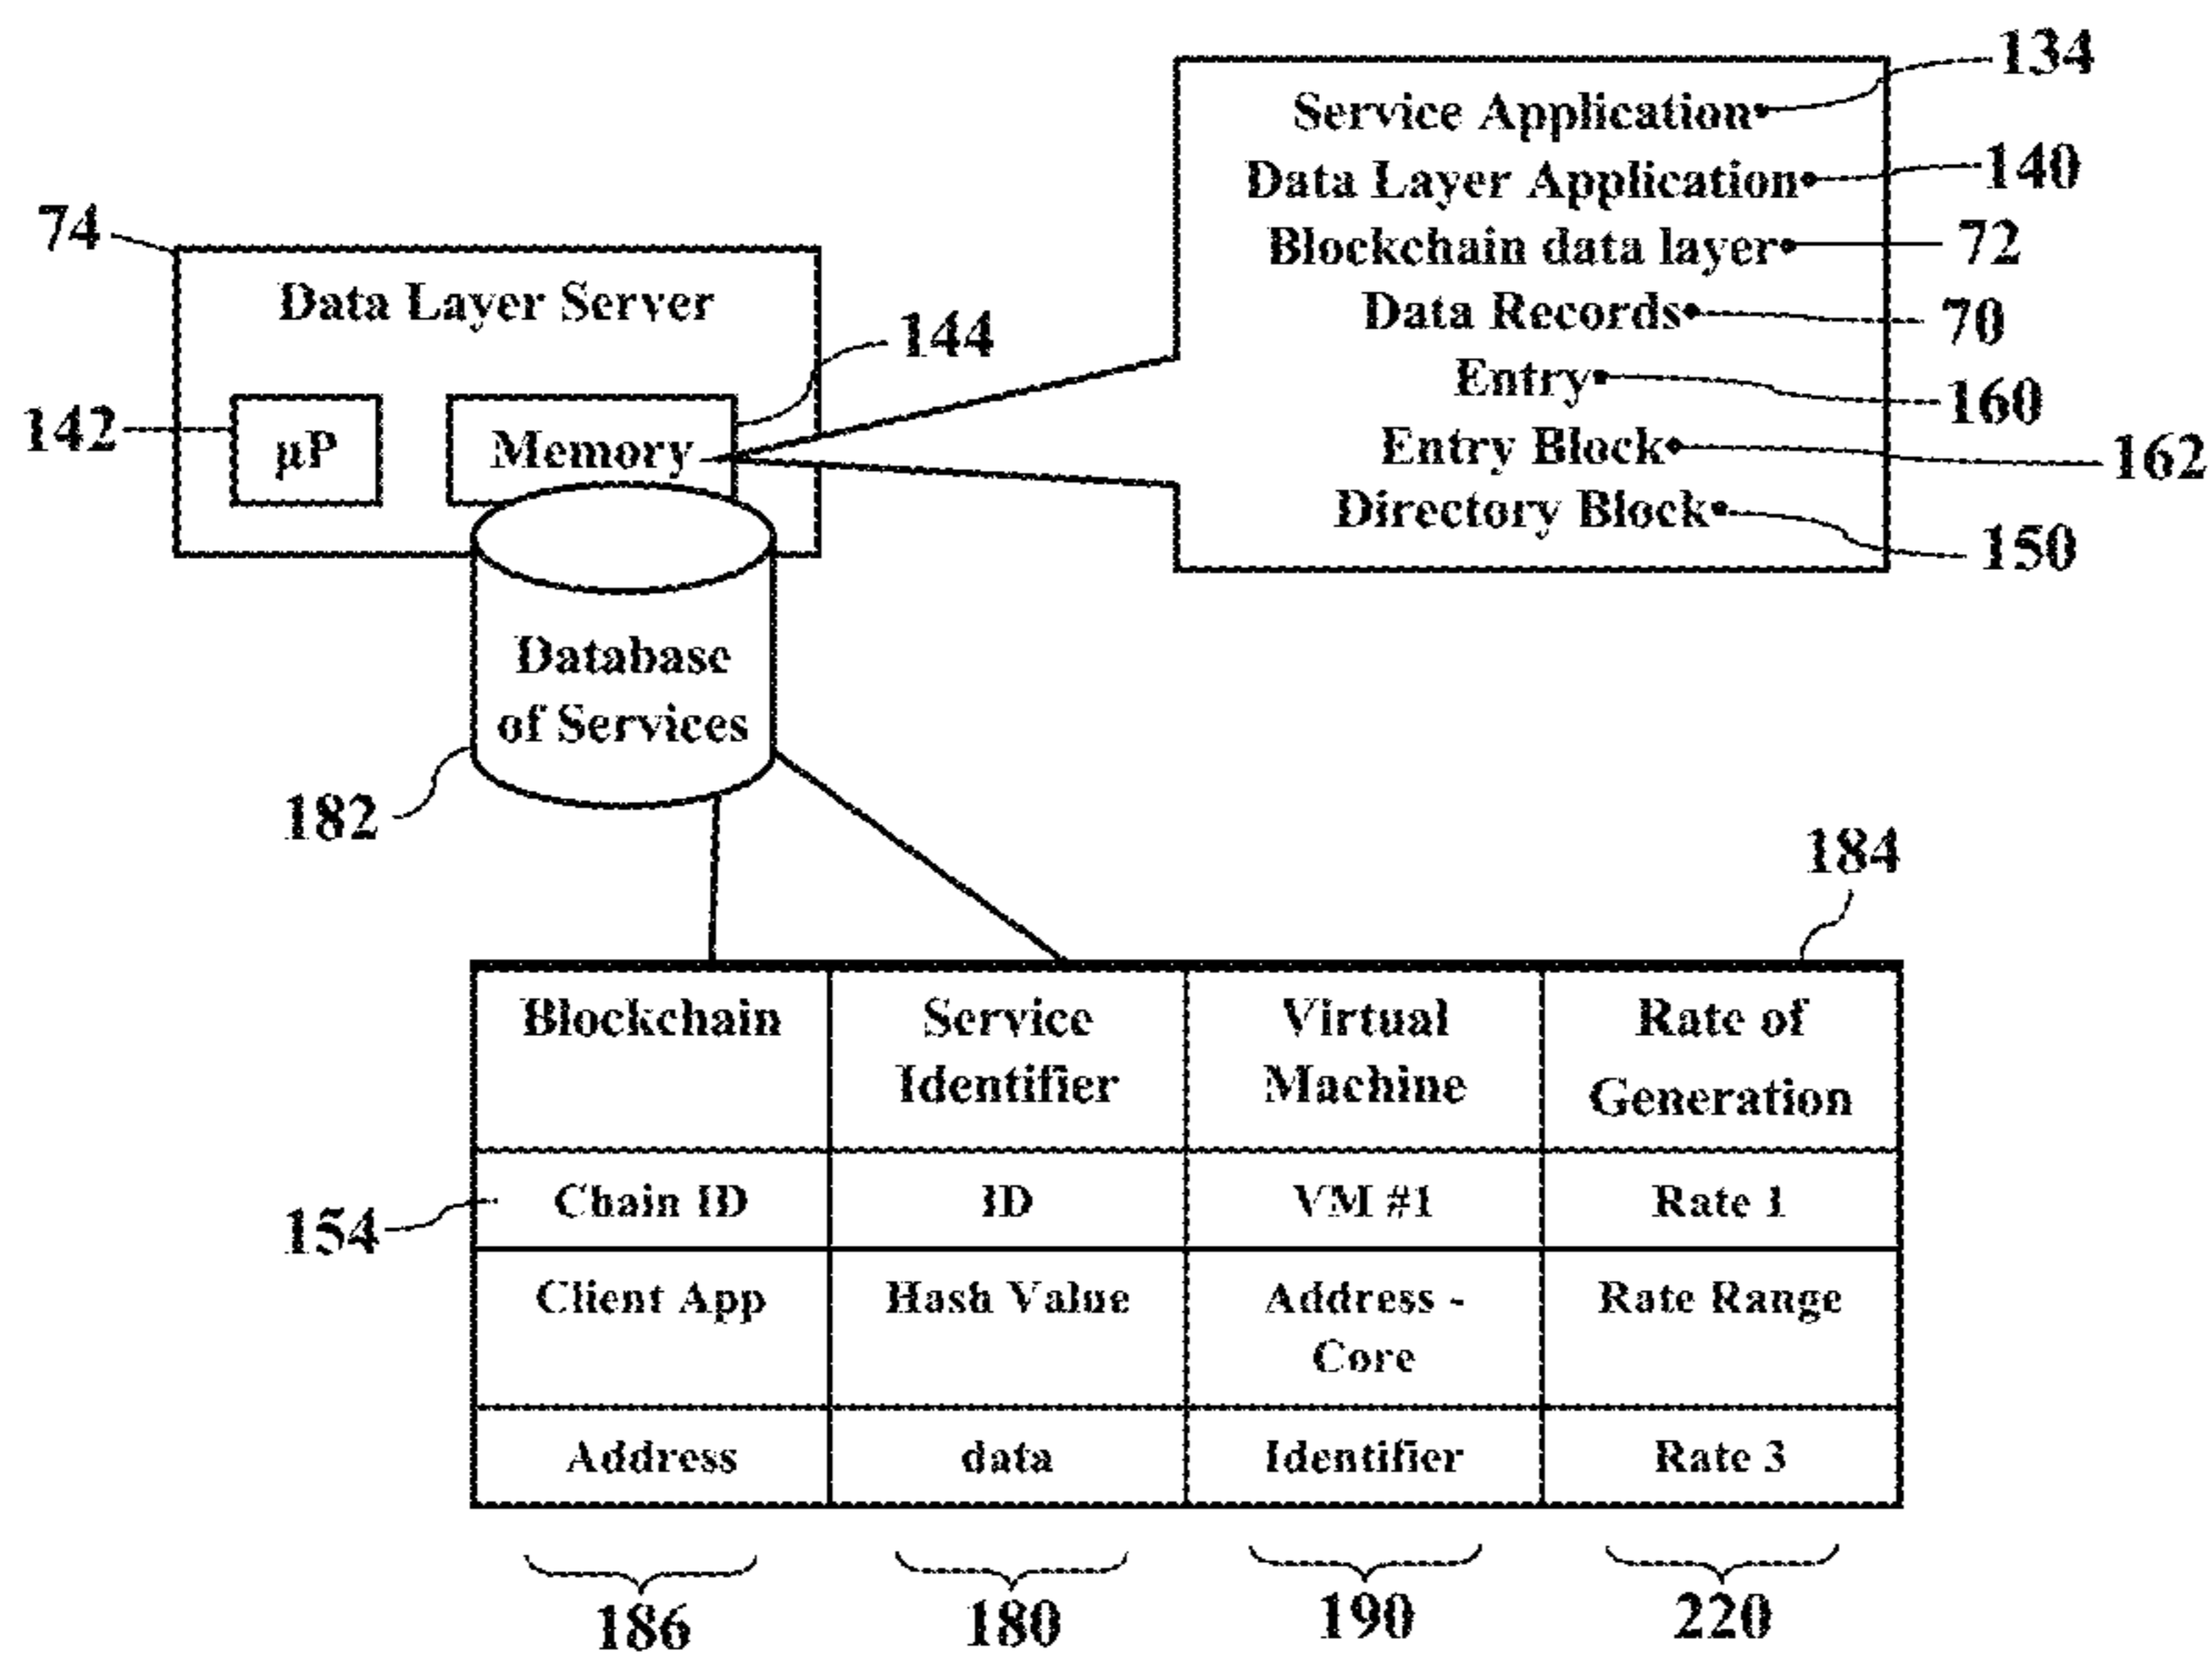 134
Service Application
Data Layer Application
140
74
Blockchain data layer
72
Data Layer Server
Data Records
70
144
Entry
160
142
µP
Memory
Entry Block
162
Directory Block
150
Database
of Services
182
184
Blockchain
Service
Identifier
Virtual
Machine
Rate of
Generation
154
Chain ID
ID
VM #1
Rate 1
Client App
Hash Value
Address -
Core
Rate Range
Address
data
Identifier
Rate 3
186
180
190
220